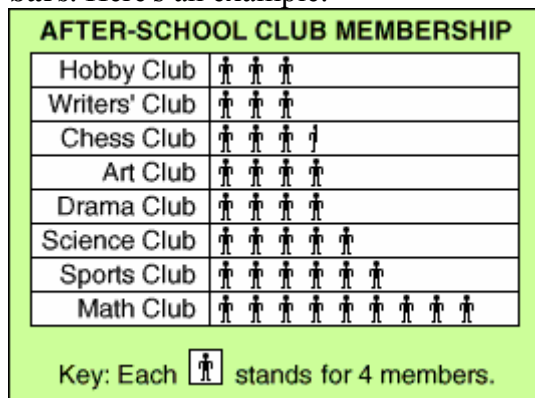 bars. Here's an example.
AFTER-SCHOOL CLUB MEMBERSHIP
Hobby Club
Writers' Club
Chess Club
Art Club
Drama Club
Science Club
Sports Club
Math Club
Key: Each stands for 4 members.